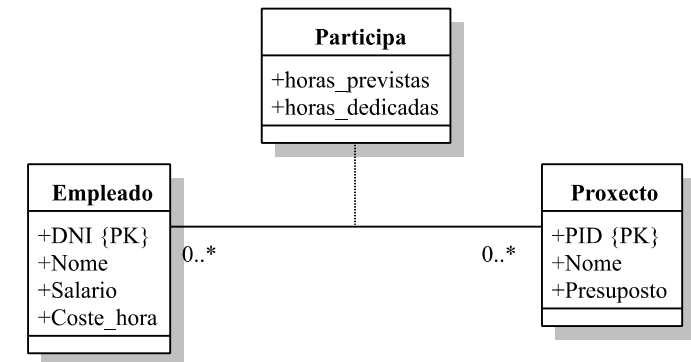 Participa
+horas_previstas
+horas_dedicadas
Empleado
+DNI {PK}
+Nome
+Salario
+Coste_hora
0..*
0..*
Proxecto
+PID {PK}
+Nome
+Presuposto